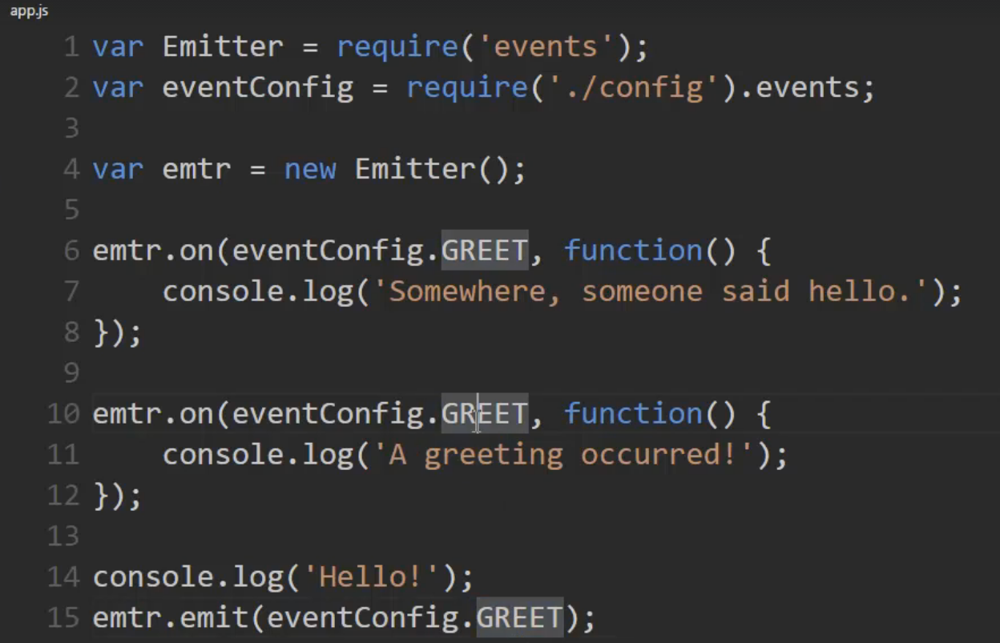 app.js
1 var Emitter = require('events');
2 var eventConfig = require('./config').events;
3
4 var emtr = new Emitter();
5
6 emtr.on(eventConfig.GREET, function() {
7     console.log('Somewhere, someone said hello.');
8 });
9
10 emtr.on(eventConfig.GREET, function() {
11     console.log('A greeting occurred!');
12 });
13
14 console.log('Hello!');
15 emtr.emit(eventConfig.GREET);